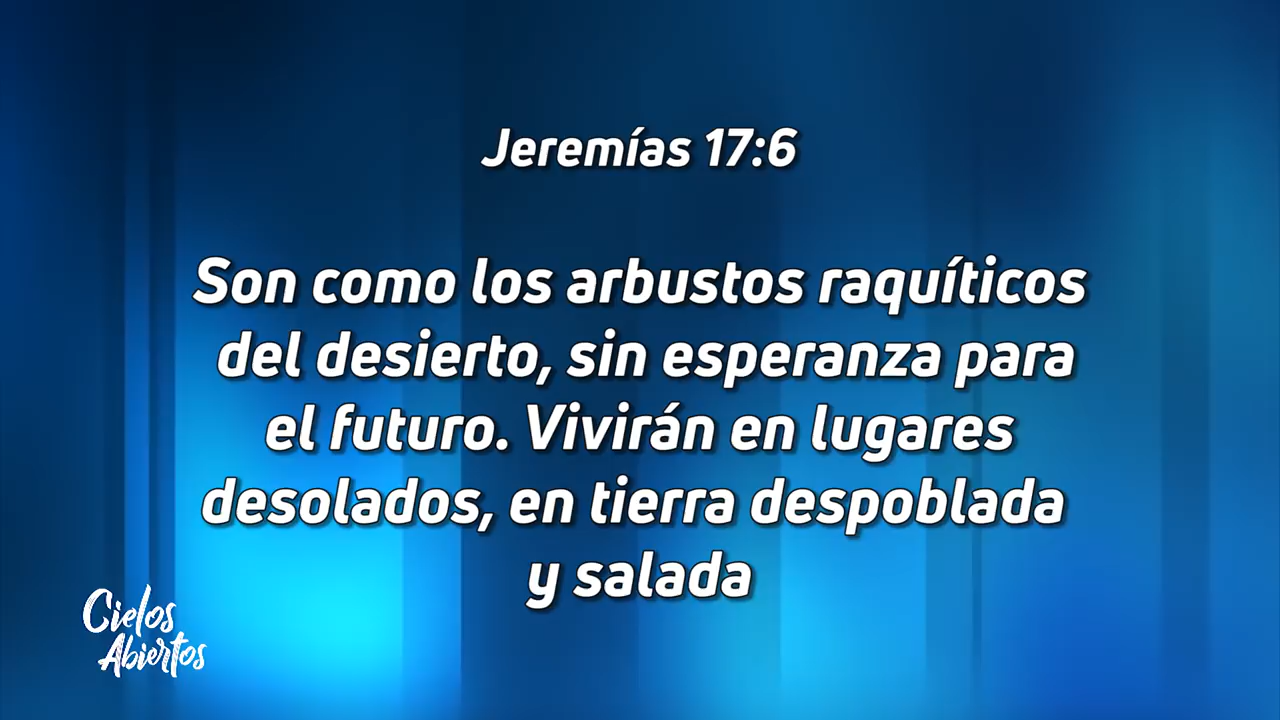 Jeremías 17:6
Son como los arbustos raquíticos
del desierto, sin esperanza para
el futuro. Vivirán en lugares
desolados, en tierra despoblada
y salada
Cielos
Abiertos